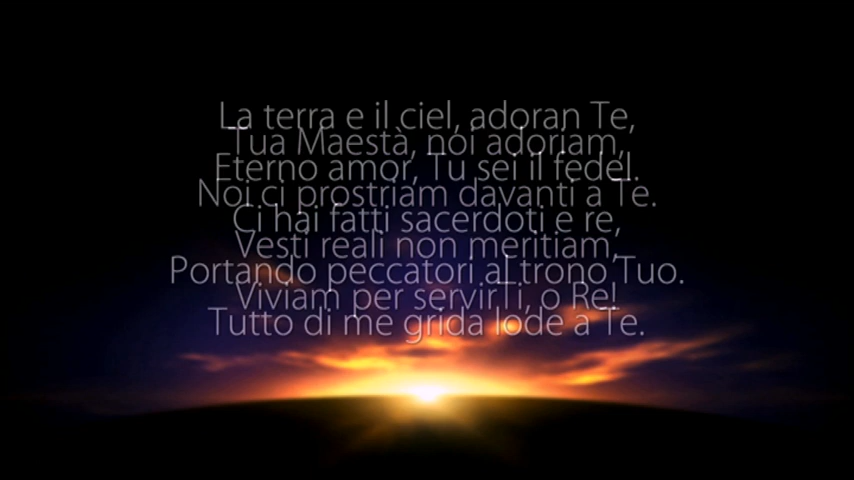 La terra e il ciel, adoran Te,
Tua Maestà, noi adoriam,
Eterno amor, Tu sei il fedel.
Noi ci prostriam davanti a Te.
Ci hai fatti sacerdoti e re,
Vesti reali non meritiam,
Portando peccatori al trono Tuo.
Viviam per servirTi, o Re!
Tutto di me grida lode a Te.